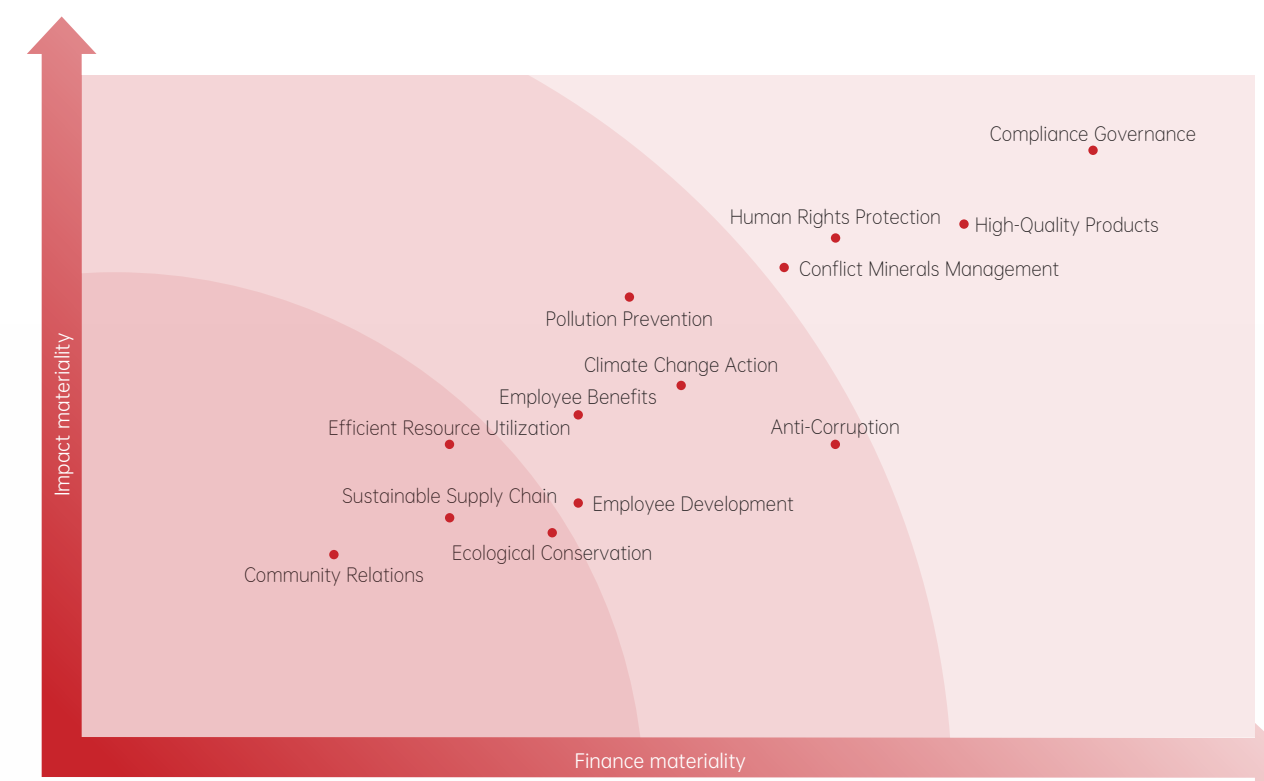 Compliance Governance
Human Rights Protection
High-Quality Products
Conflict Minerals Management
Pollution Prevention
Climate Change Action
Employee Benefits
Efficient Resource Utilization
Anti-Corruption
Sustainable Supply Chain
Employee Development
Ecological Conservation
Community Relations
Impact materiality
Finance materiality